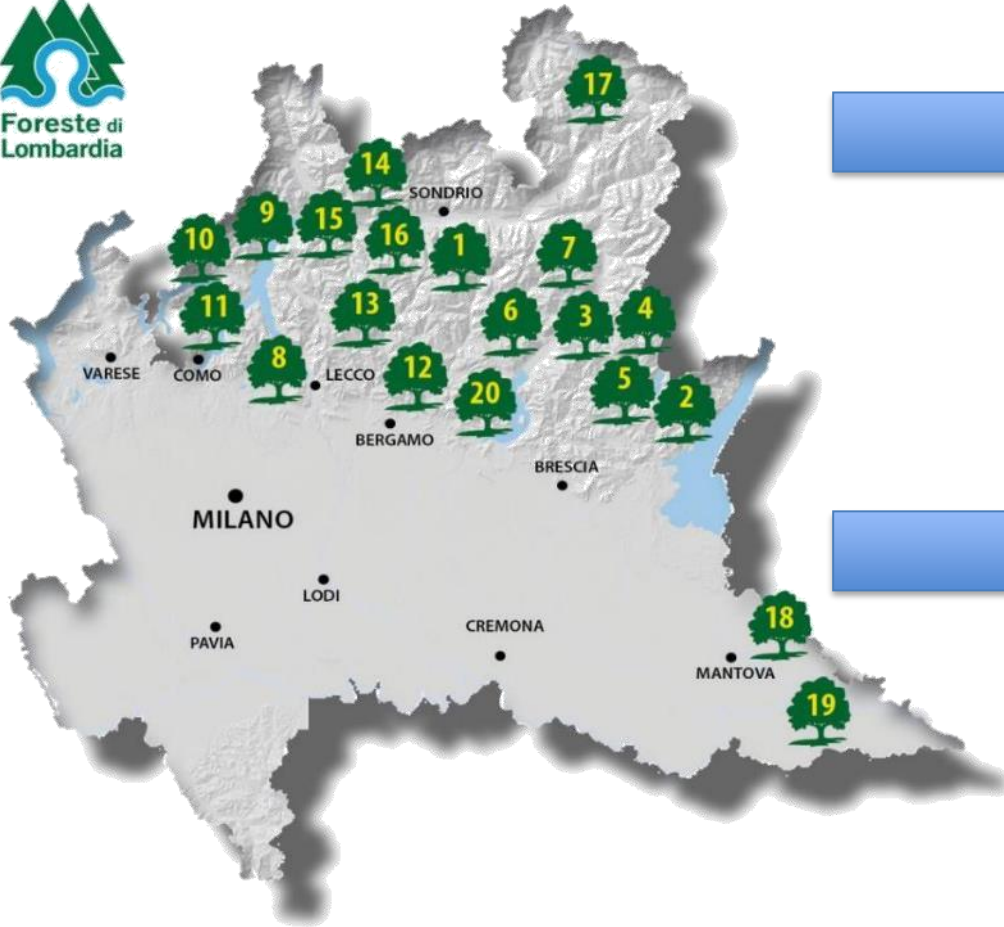 Foreste di
Lombardia
17
14
SONDRIO
9
15
10
16
1
7
11
13
6
3
4
VARESE
COMO
8
LECCO
12
20
5
2
BERGAMO
BRESCIA
MILANO
LODI
PAVIA
CREMONA
18
MANTOVA
19